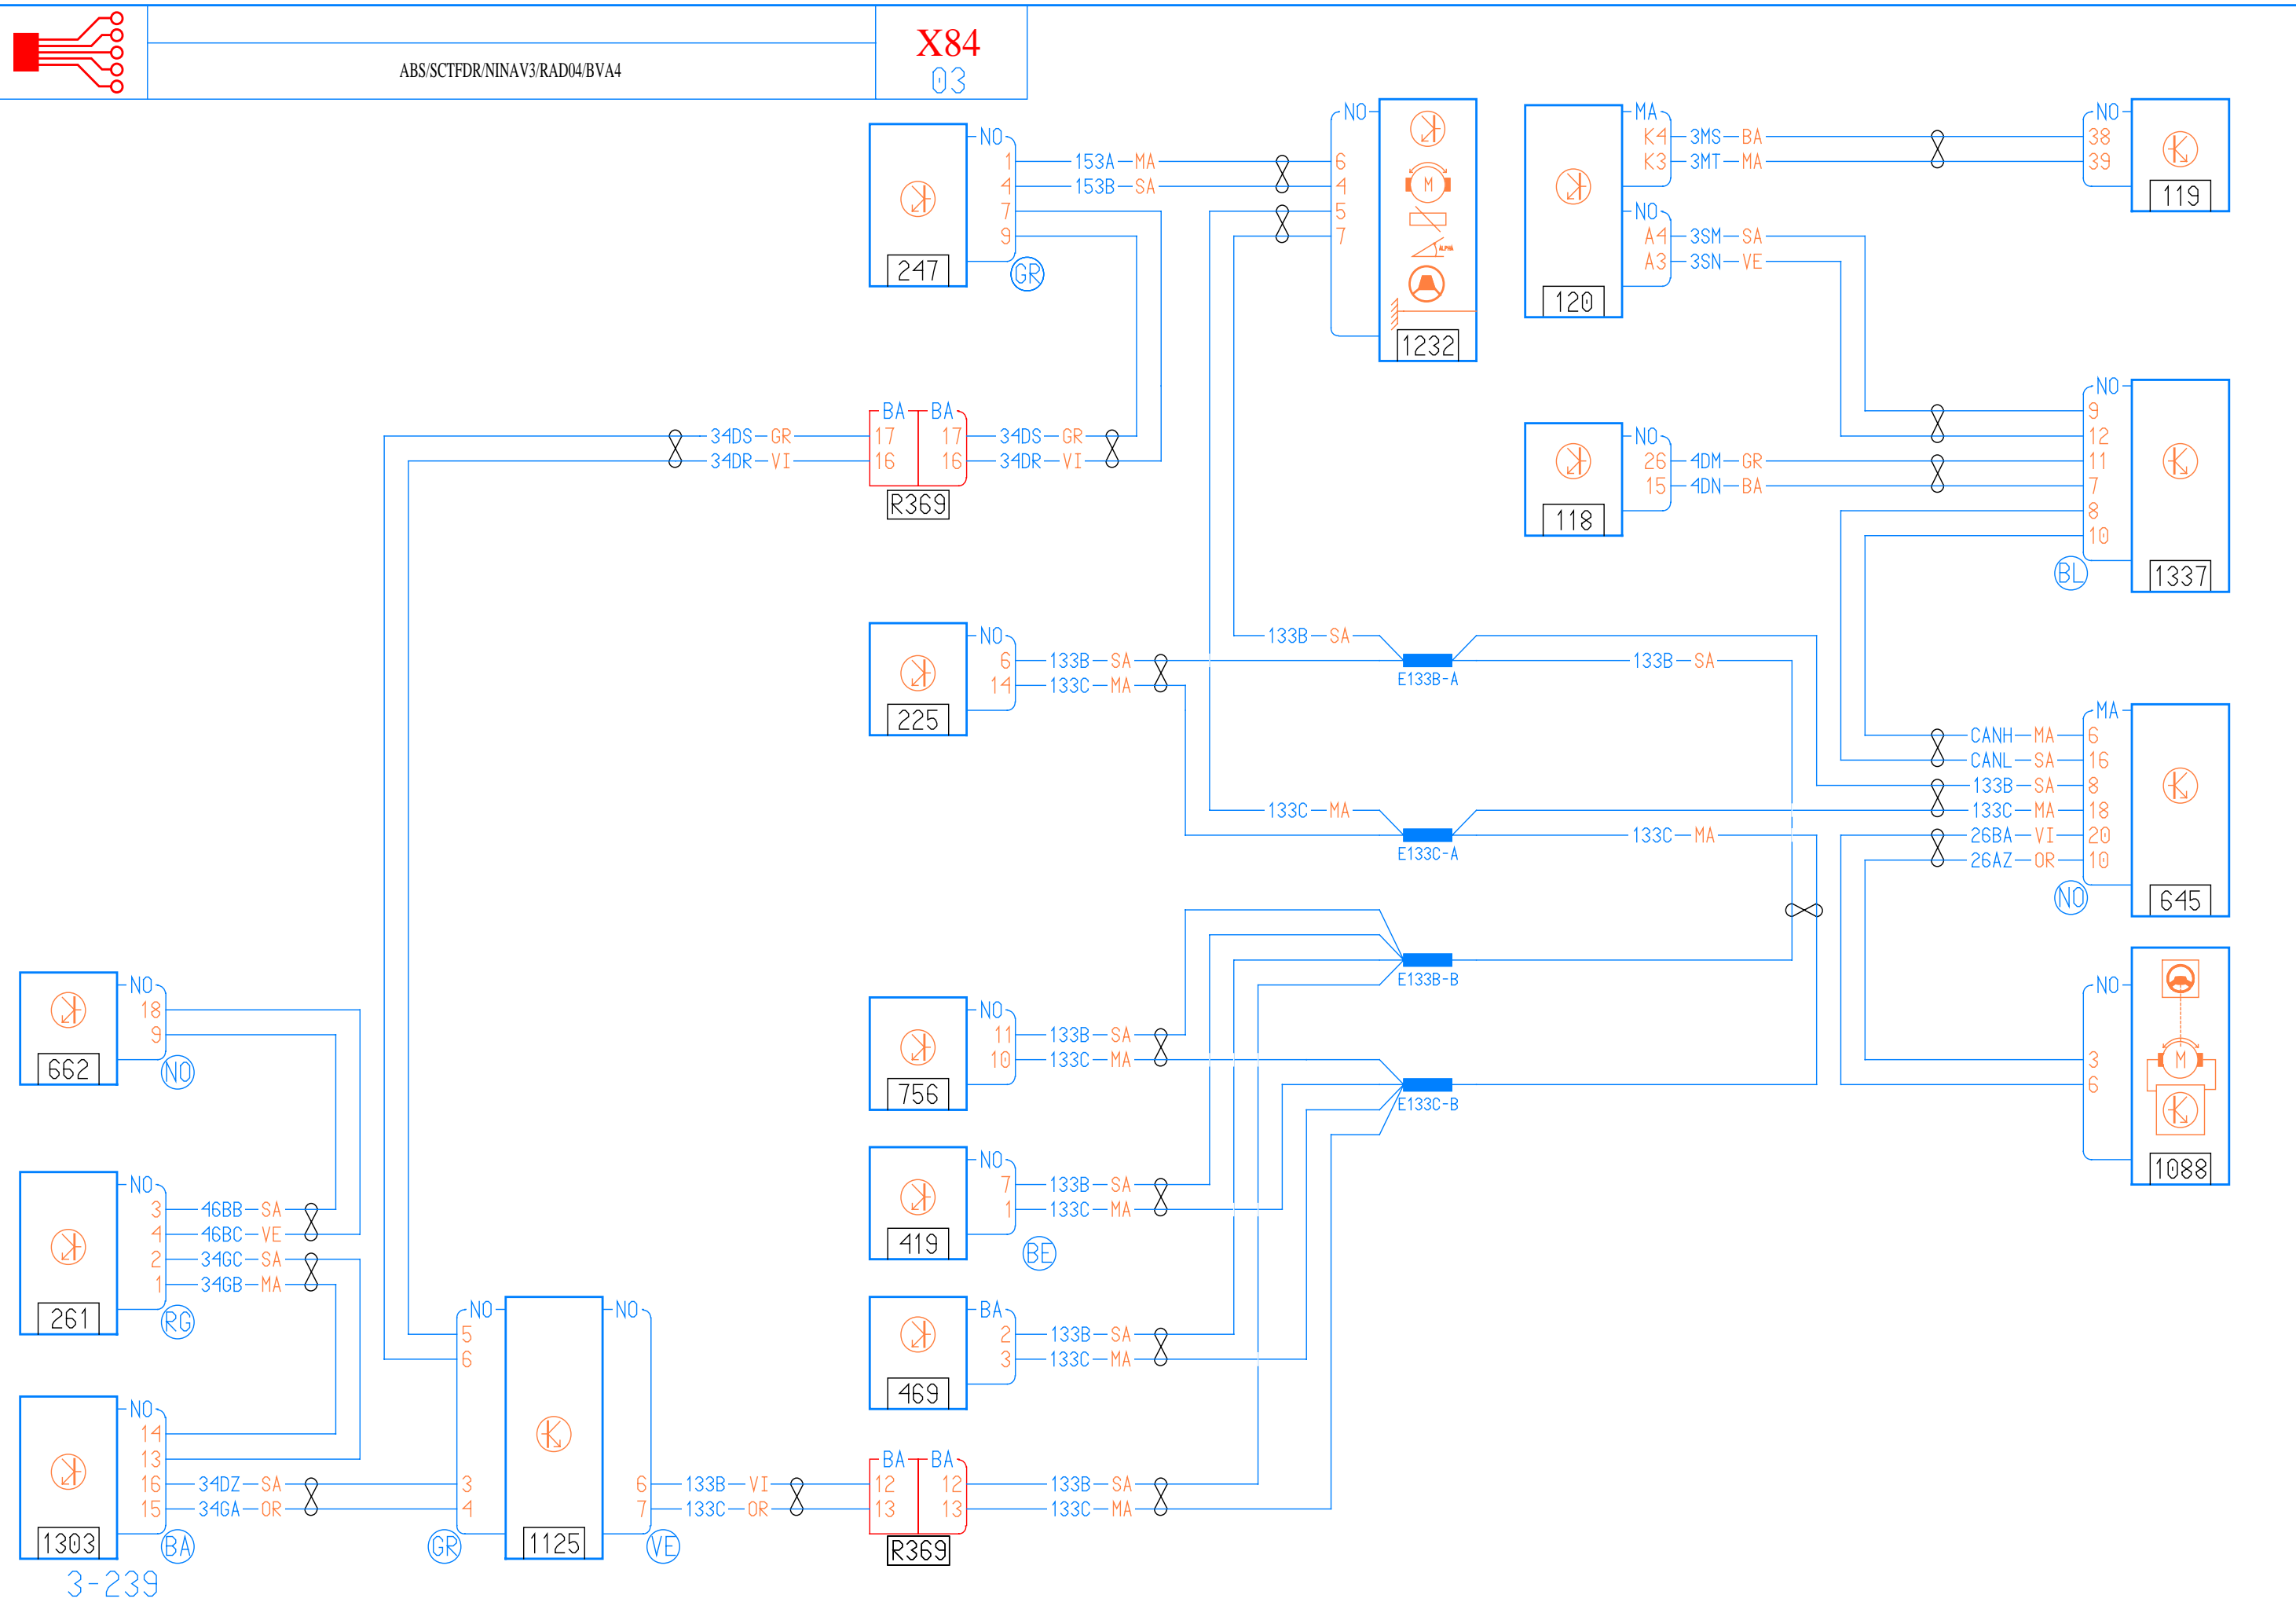 ABS/SCTFDR/NINAV3/RAD04/BVA4
X84
03
NO
1 153A MA
4 153B SA
7
9
247
GR
NO
6
4
5
7
ALPHA
M
1232
MA
K4 3MS BA
K3 3MT MA
NO
A4 3SM SA
A3 3SN VE
120
NO
38
39
119
34DS GR
34DR VI
BA BA
17 17
16 16
34DS GR
34DR VI
R369
NO
26 4DM GR
15 4DN BA
118
NO
9
12
11
7
8
10
BL
1337
NO
6 133B SA
14 133C MA
225
133B SA
E133B-A
133B SA
133C MA
E133C-A
133C MA
MA
CANH MA 6
CANL SA 16
133B SA 8
133C MA 18
26BA VI 20
26AZ OR 10
NO
645
E133B-B
E133C-B
NO
3
6
M
1088
NO
18
9
662
NO
NO
11 133B SA
10 133C MA
756
NO
7 133B SA
1 133C MA
419
BE
NO
3 46BB SA
4 46BC VE
2 34GC SA
1 34GB MA
261
RG
BA
2 133B SA
3 133C MA
469
NO
14
13
16 34DZ SA
15 34GA OR
1303
BA
NO
5
6
3
4
GR
1125
NO
6 133B VI
7 133C OR
VE
BA BA
12 12
13 13
133B SA
133C MA
R369
3-239